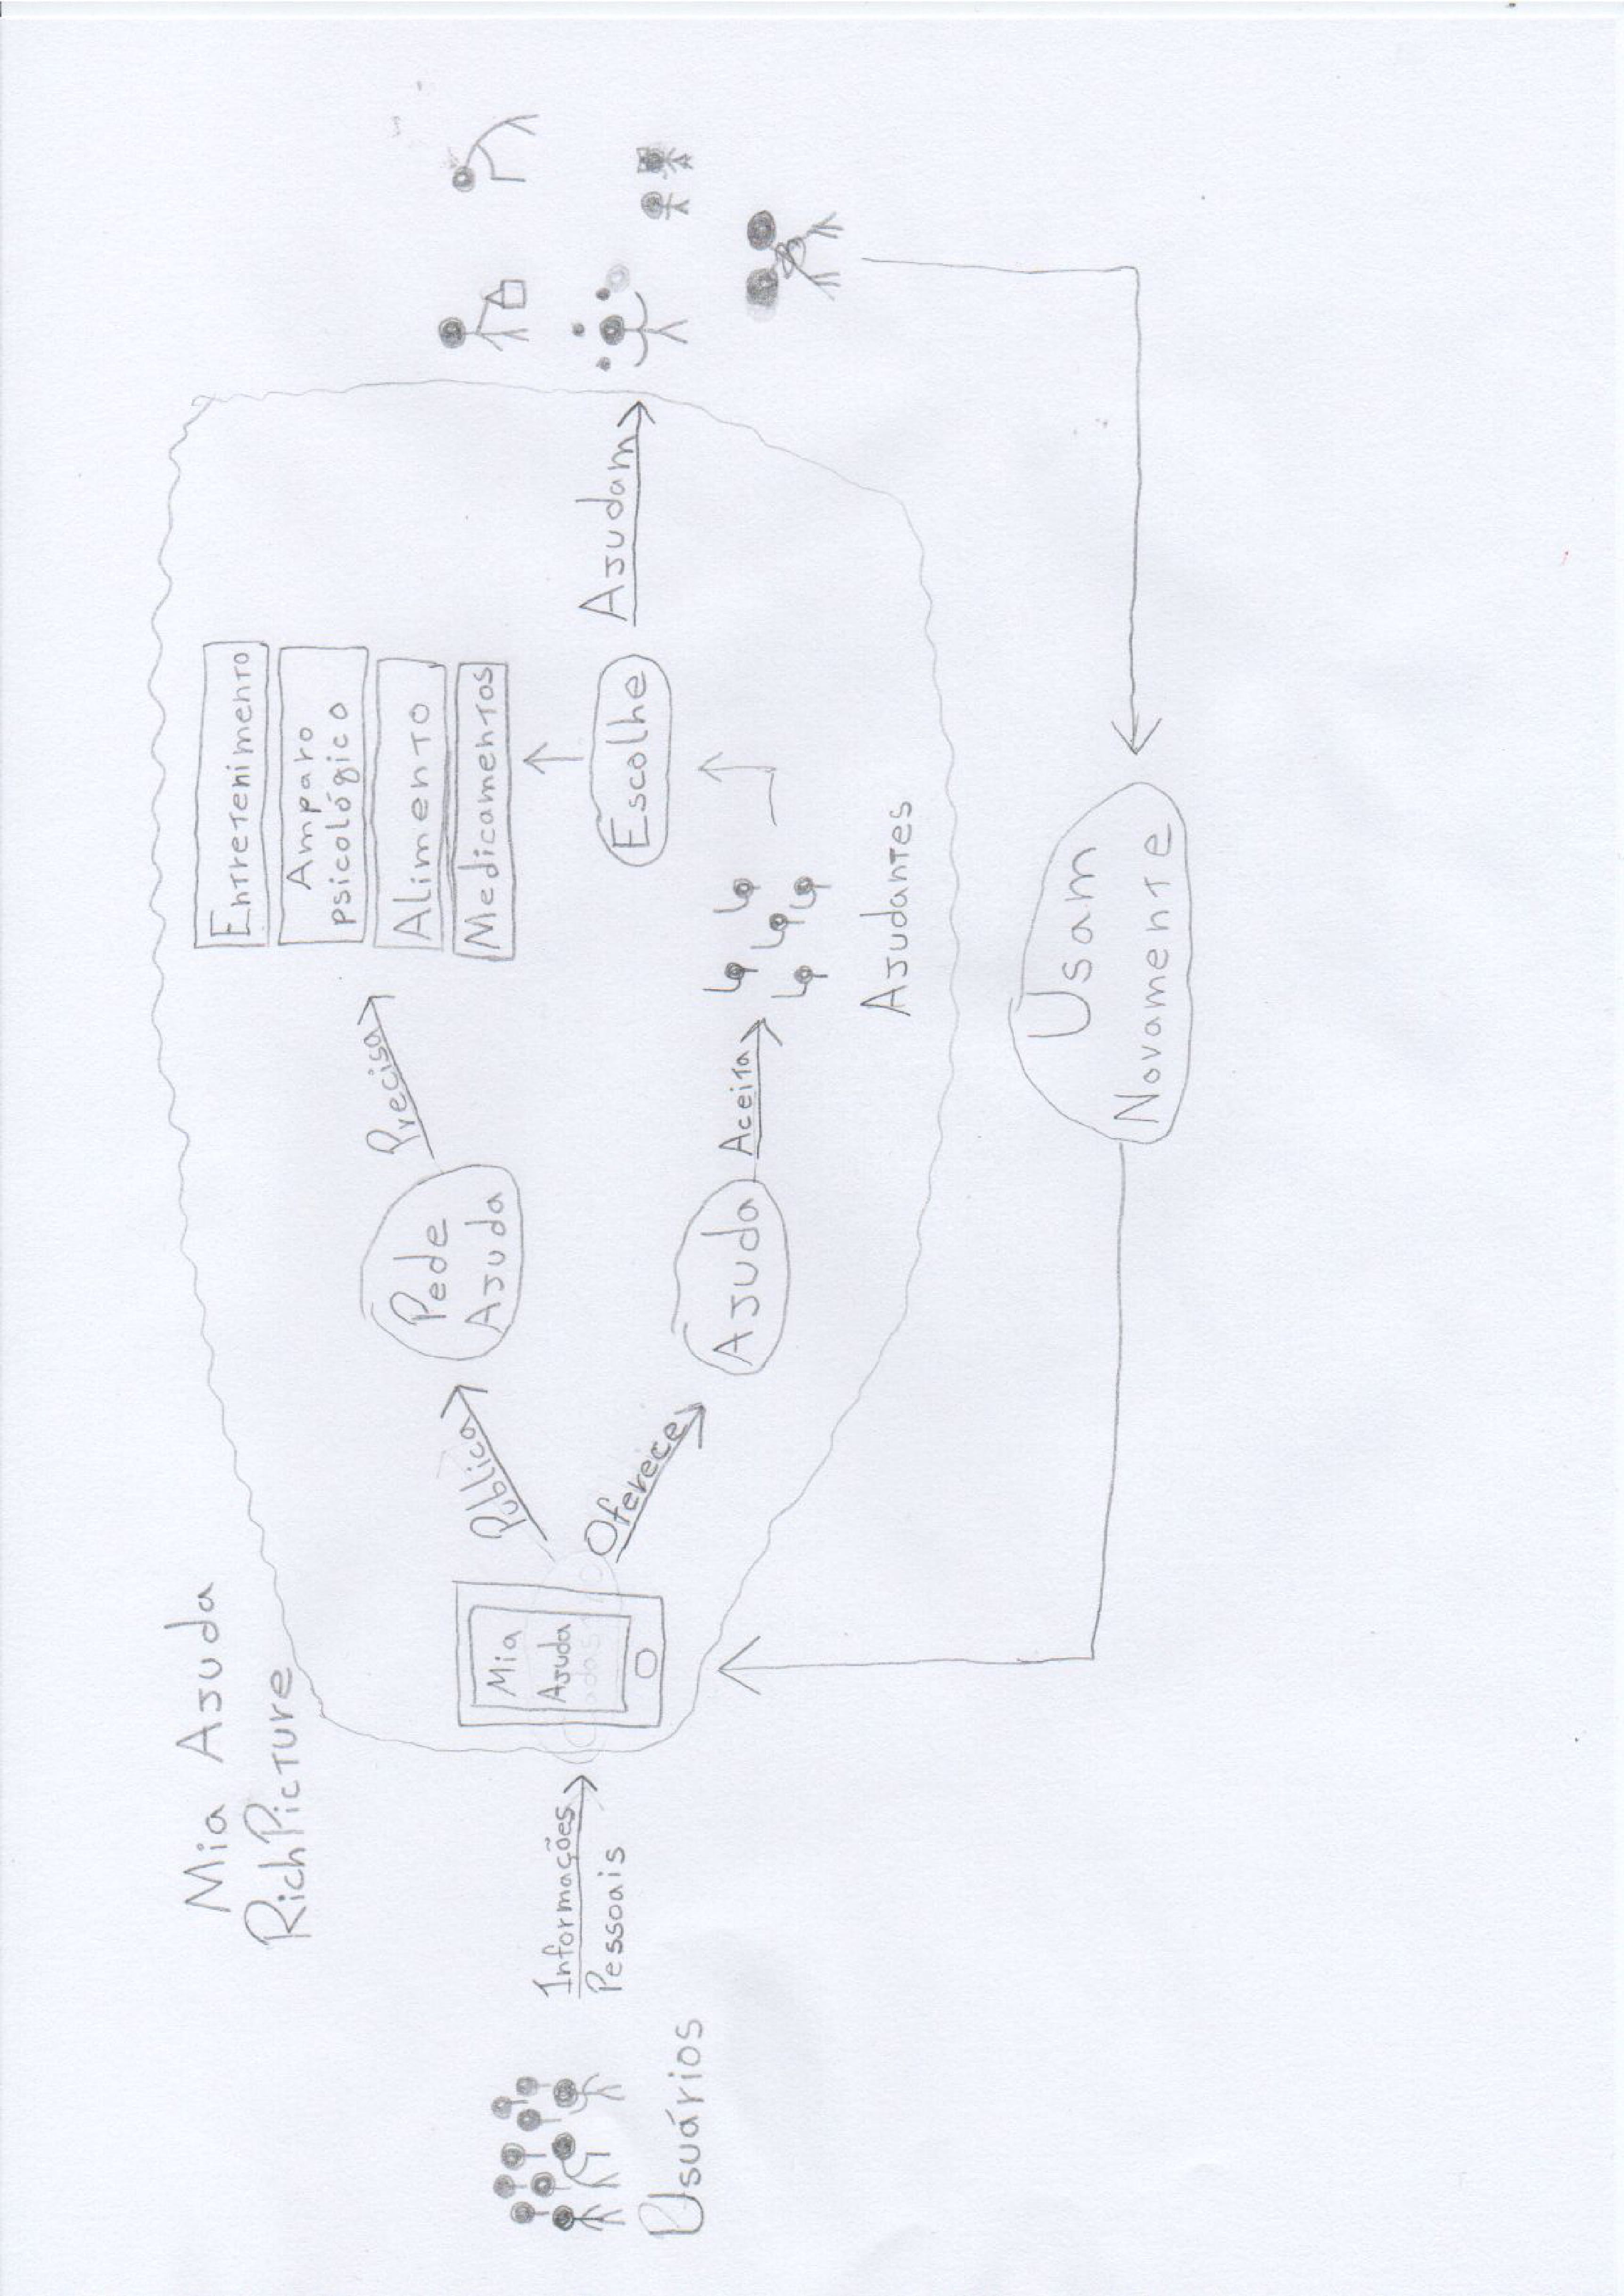 Mia Ajuda
RichPicture
Entretenimento
Amparo
psicológico
Alimento
Medicamentos
Precisa
Pede
Ajuda
Publica
Mia
Ajuda
Informações
Pessoais
Usuários
Oferece
Ajuda
Aceita
Ajudantes
Escolhe
Ajudam
Usam
Novamente